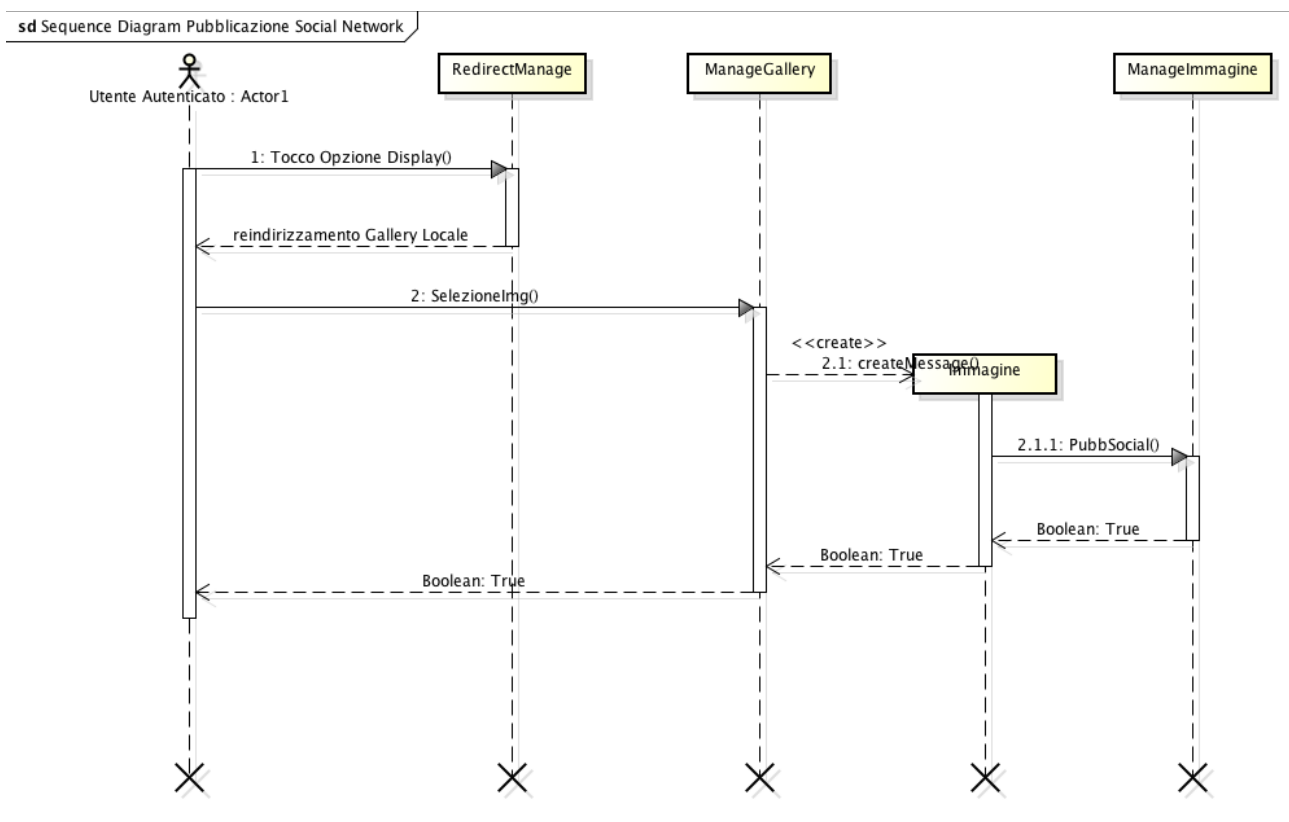 sd Sequence Diagram Pubblicazione Social Network
Utente Autenticato : Actor1
RedirectManage
ManageGallery
ManageImmagine
1: Tocco Opzione Display()
reindirizzamento Gallery Locale
2: SelezioneImg()
<<create>>
2.1: createMessage()
Immagine
2.1.1: PubbSocial()
Boolean: True
Boolean: True
Boolean: True